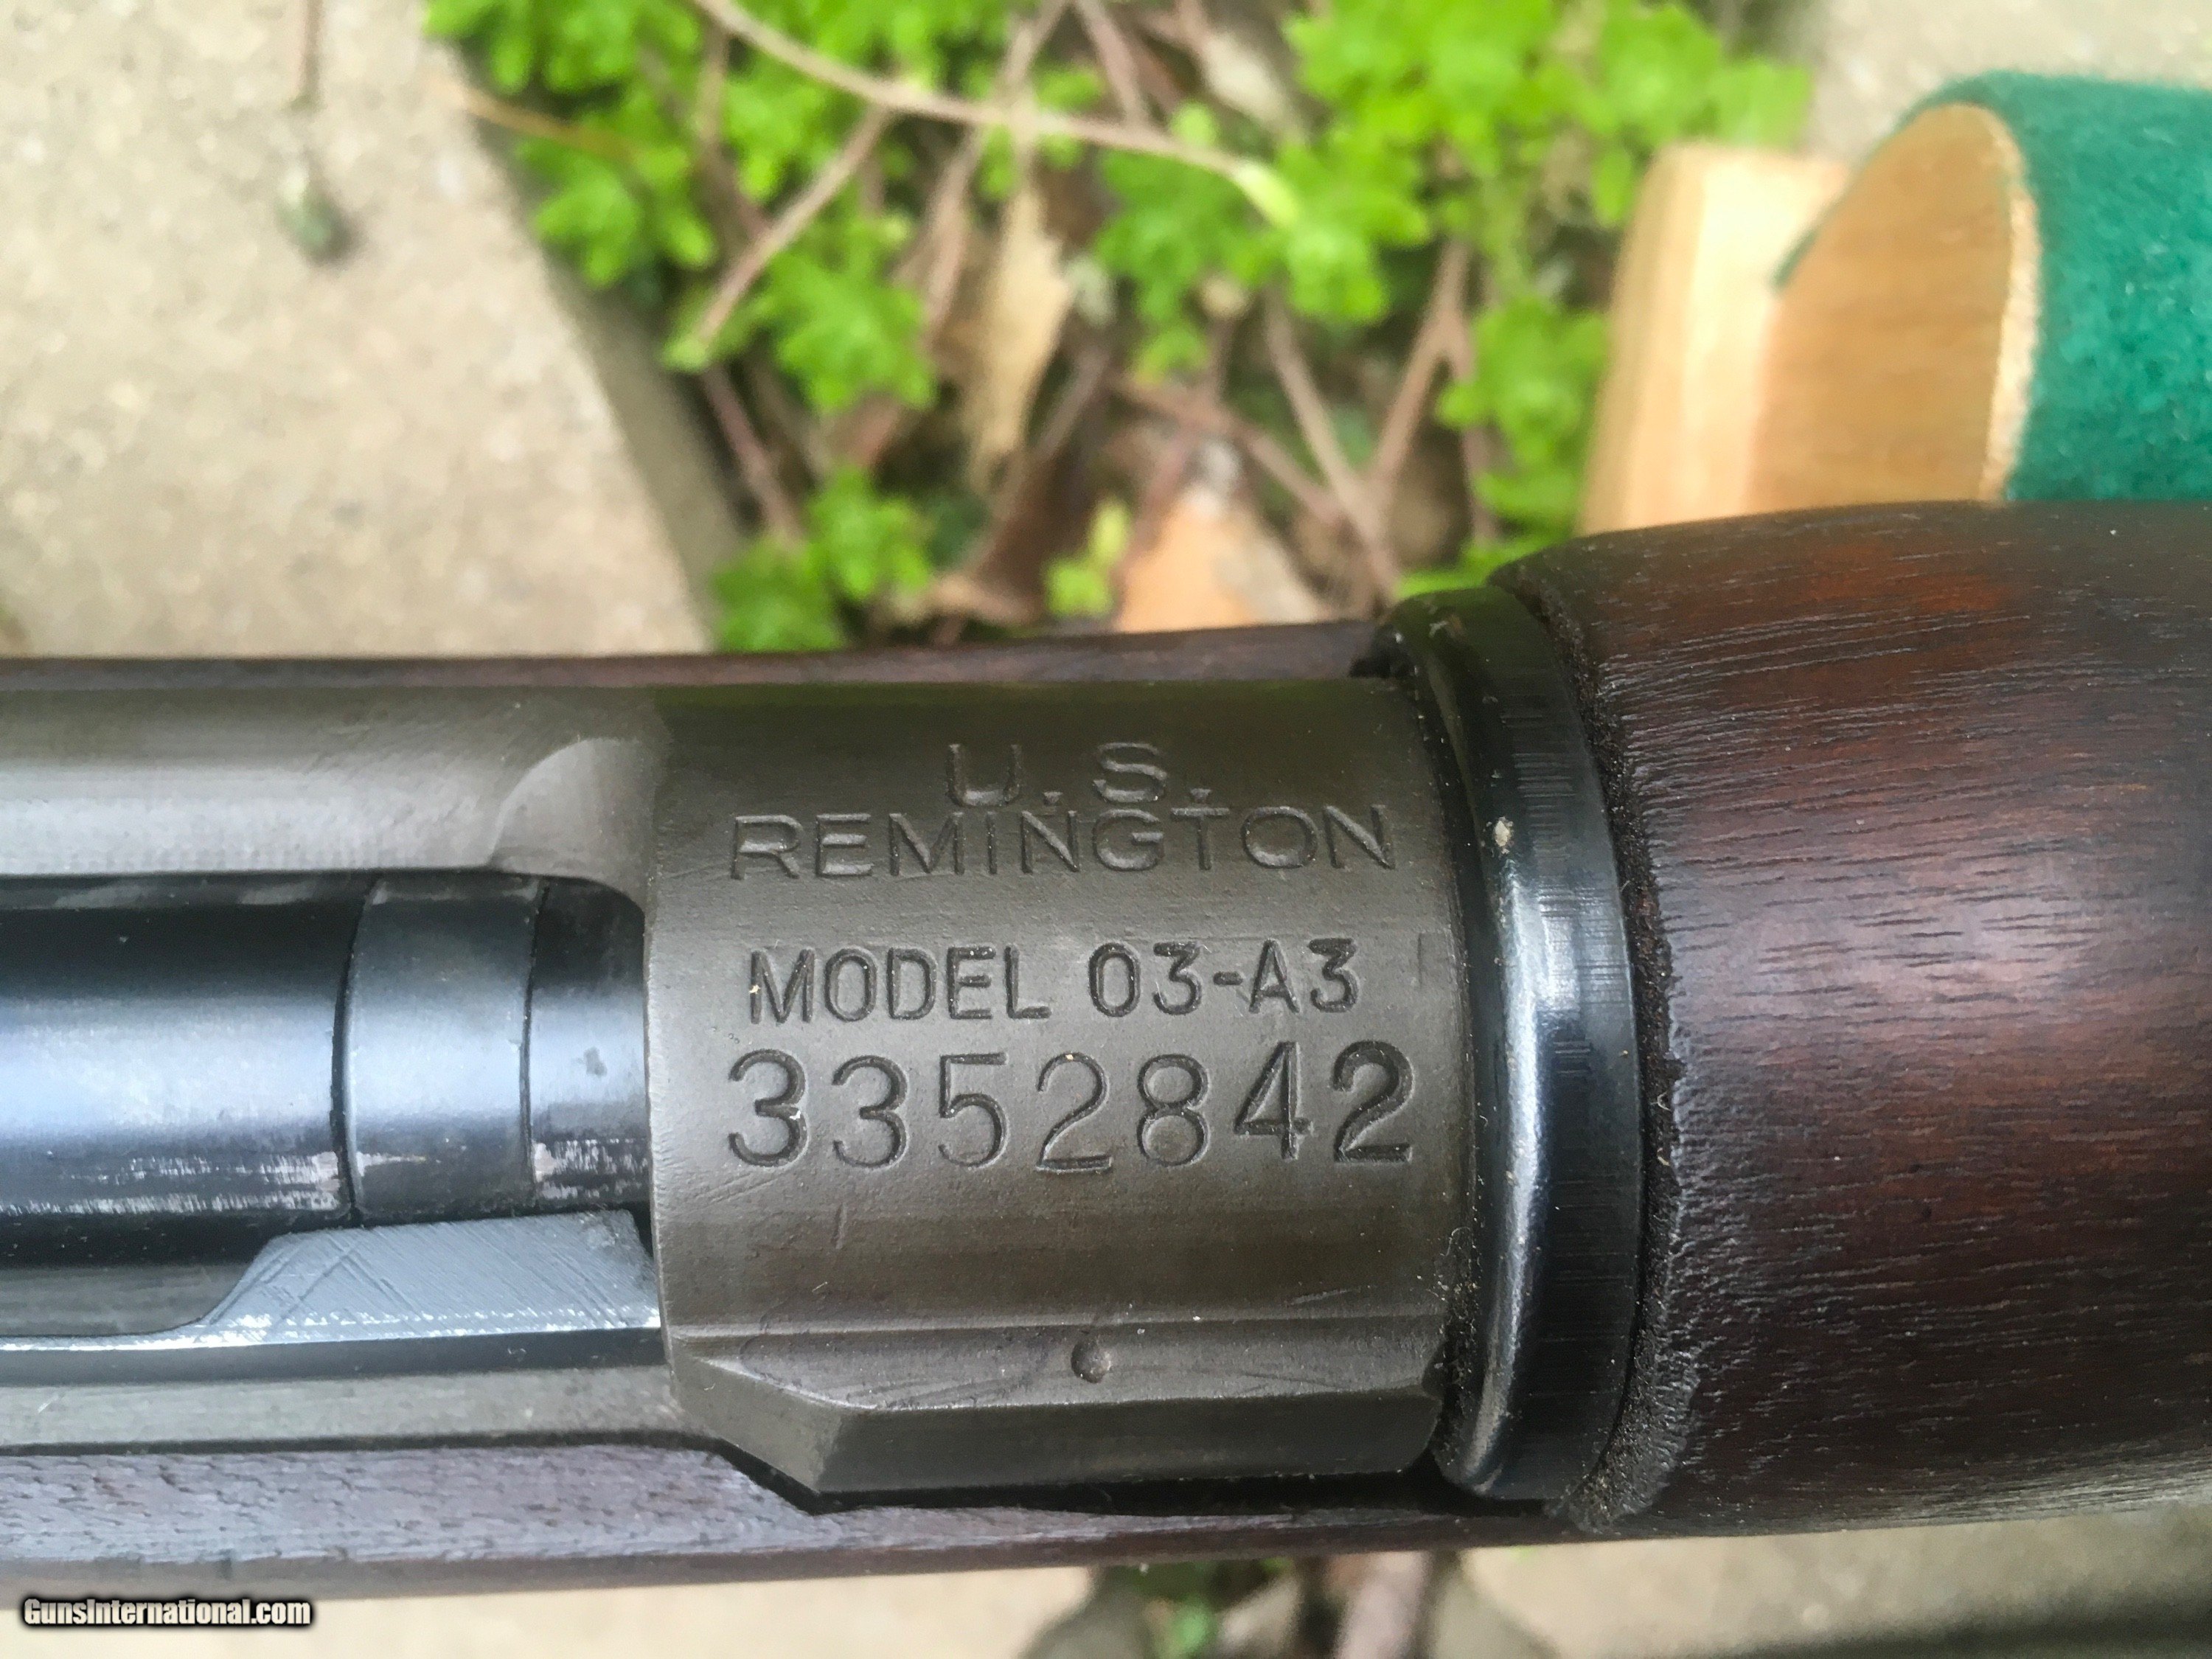 U.S.
REMINGTON
MODEL 03-A3
3352842
GunsInternational.com